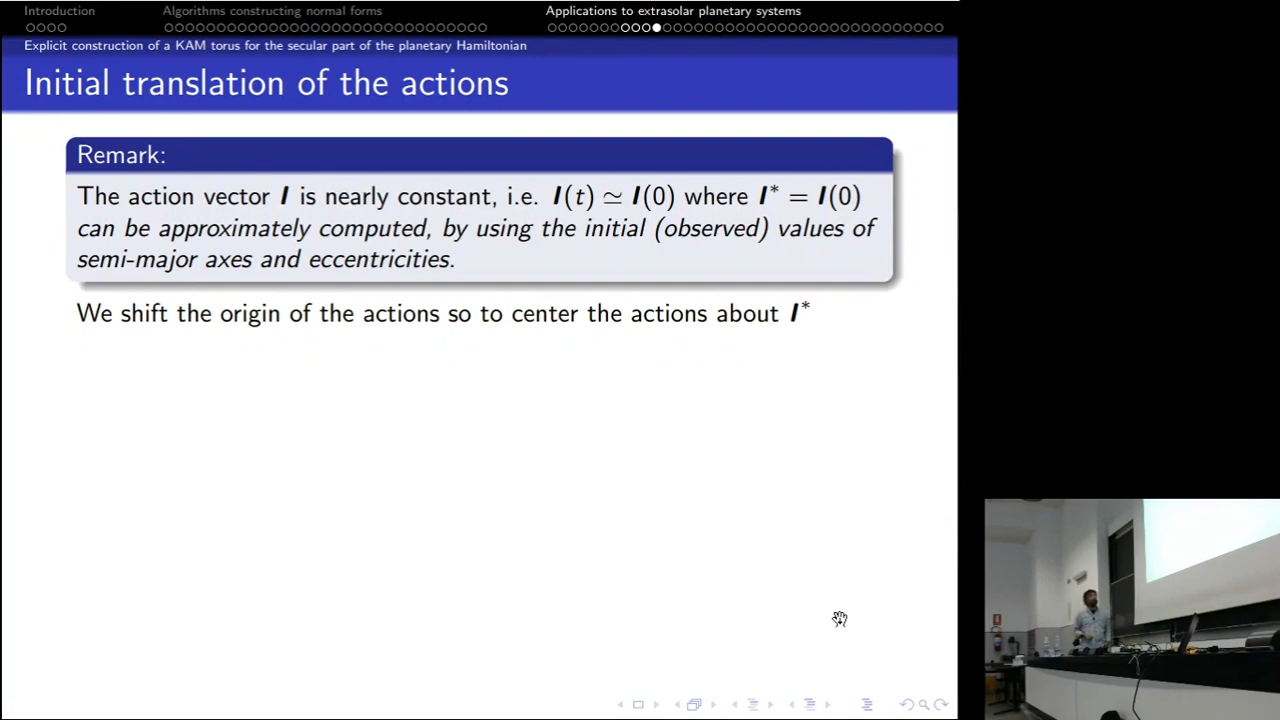 Introduction
Algorithms constructing normal forms
Applications to extrasolar planetary systems
Explicit construction of a KAM torus for the secular part of the planetary Hamiltonian
Initial translation of the actions
Remark:
The action vector I is nearly constant, i.e. I(t) ≃ I(0) where I* = I(0)
can be approximately computed, by using the initial (observed) values of
semi-major axes and eccentricities.
We shift the origin of the actions so to center the actions about I*